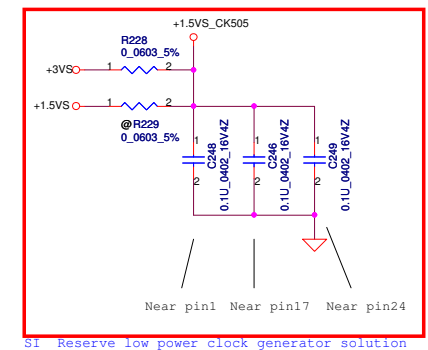 +1.5VS_CK505
R228
0_0603_5%
+3VS
1
2
+1.5VS
1
2
@R229
0_0603_5%
1
2
C248
0.1U_0402_16V4Z
1
2
C246
0.1U_0402_16V4Z
1
2
C249
0.1U_0402_16V4Z
Near pin1
Near pin17
Near pin24
SI Reserve low power clock generator solution